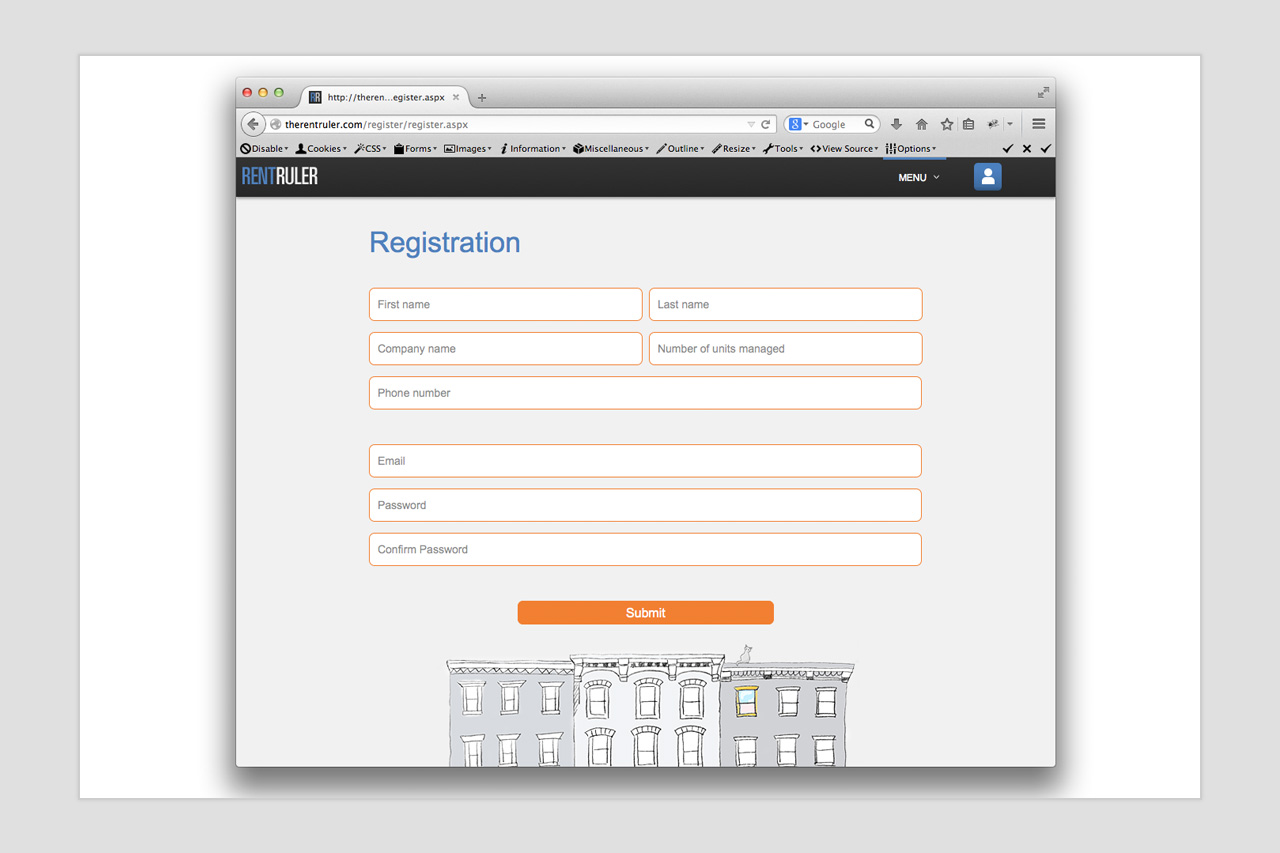 http://theren...egister.aspx
therentruler.com/register/register.aspx
Google
Disable Cookies CSS Forms Images Information Miscellaneous Outline Resize Tools View Source Options
RENTRULER
MENU
Registration
First name
Last name
Company name
Number of units managed
Phone number
Email
Password
Confirm Password
Submit